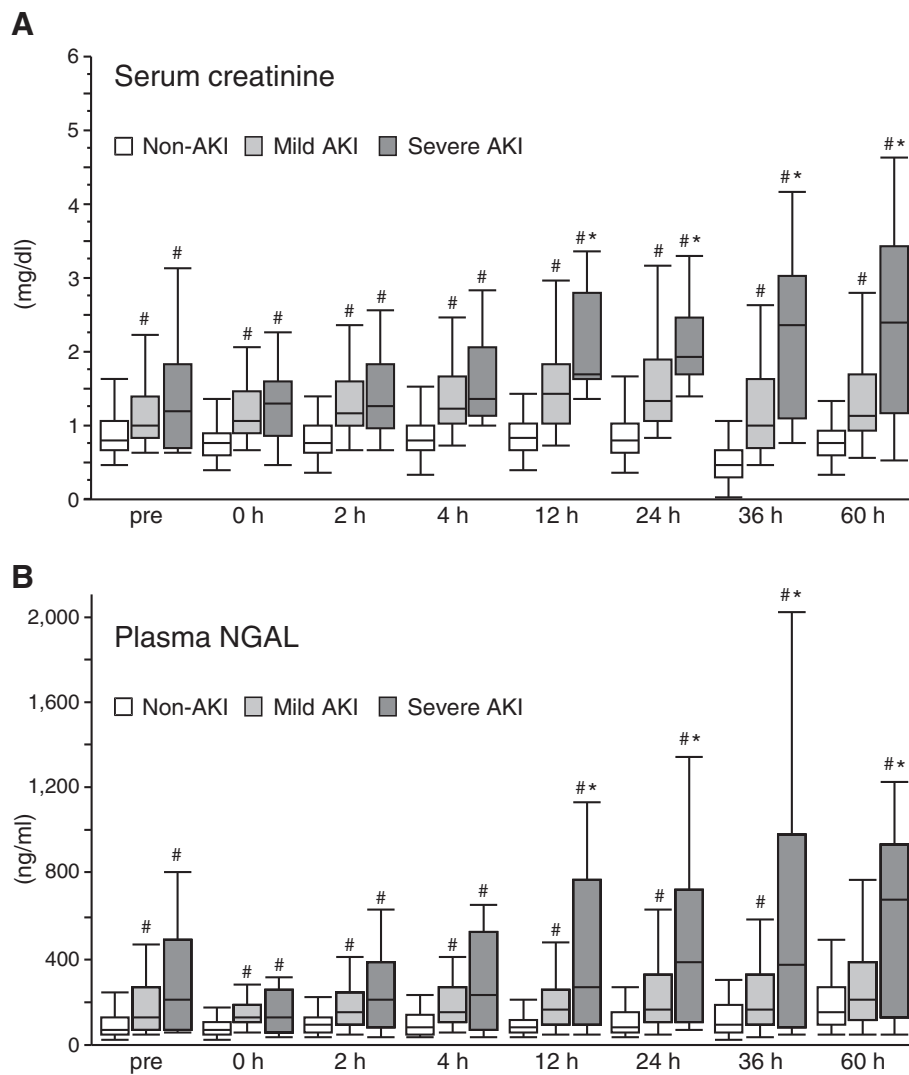 A
Serum creatinine
Non-AKI Mild AKI Severe AKI
(mg/dl)
6
5
4
3
2
1
0
# # # # # # # # # # #* # #* # #* # #*
pre 0 h 2 h 4 h 12 h 24 h 36 h 60 h
B
Plasma NGAL
Non-AKI Mild AKI Severe AKI
(ng/ml)
2,000
1,600
1,200
800
400
0
# # # # # # # # # #* # #* # #* #*
pre 0 h 2 h 4 h 12 h 24 h 36 h 60 h